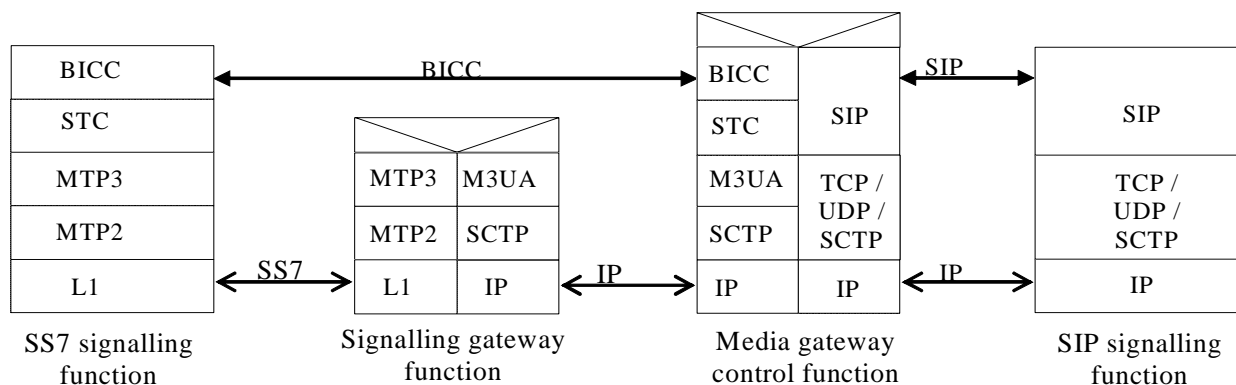 BICC
STC
MTP3
MTP2
L1
SS7 signalling
function
BICC
SS7
MTP3 M3UA
MTP2 SCTP
L1 IP
Signalling gateway
function
IP
BICC
STC
M3UA
SCTP
IP
SIP
TCP /
UDP /
SCTP
IP
Media gateway
control function
SIP
IP
SIP
TCP /
UDP /
SCTP
IP
SIP signalling
function